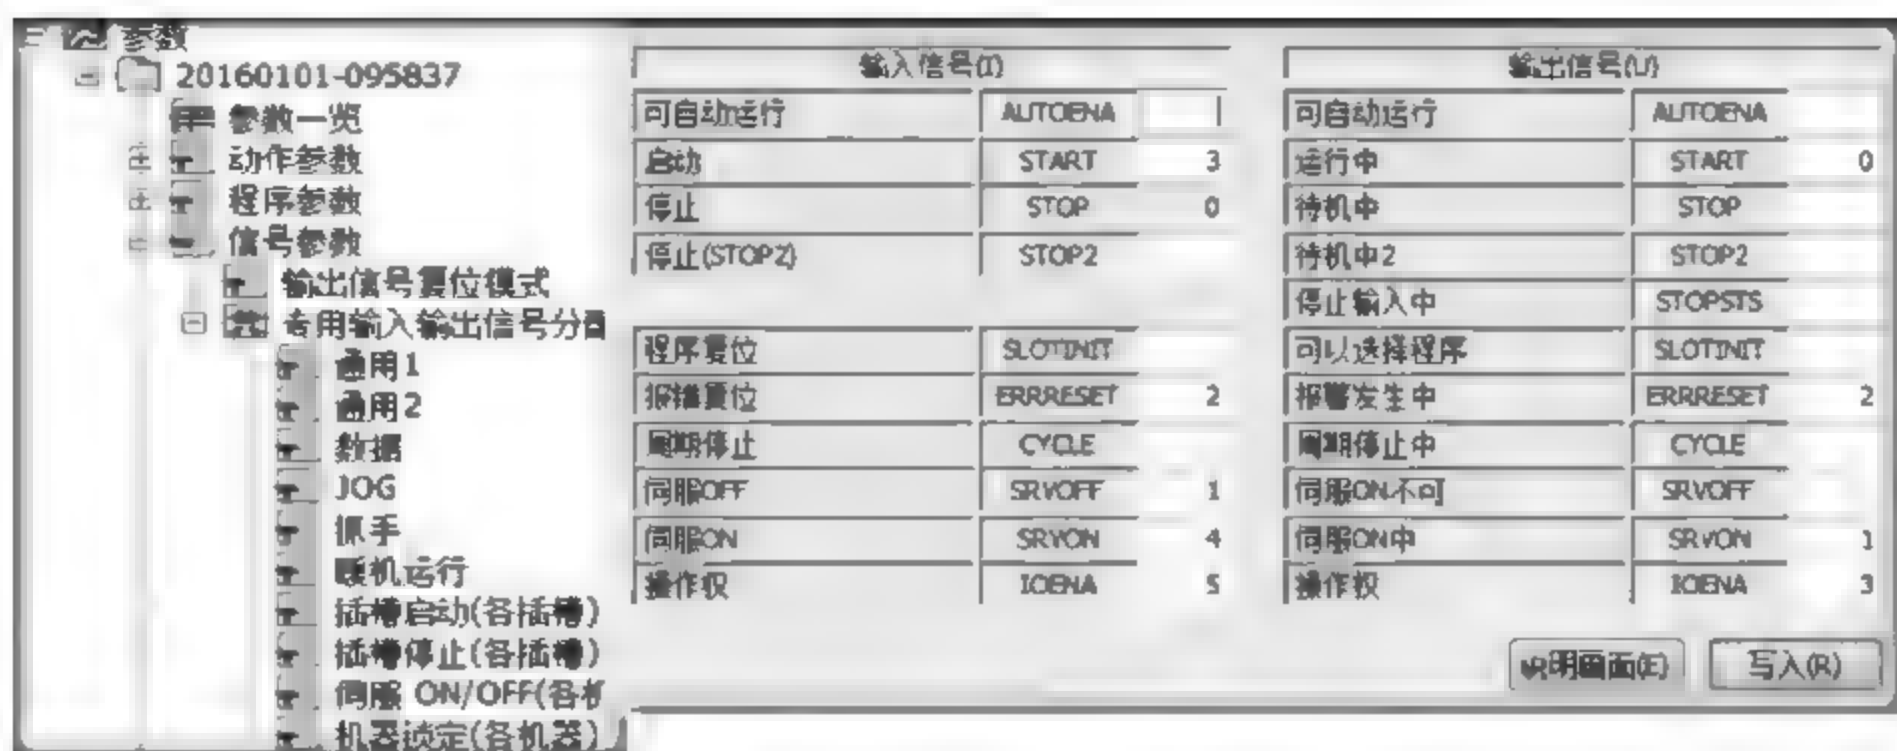 参数
20160101-095837
参数一览
动作参数
程序参数
信号参数
输出信号复位模式
专用输入输出信号分配
通用1
通用2
数据
JOG
抓手
暖机运行
插槽启动(各插槽)
插槽停止(各插槽)
伺服 ON/OFF(各机
机器锁定(各机器)
输入信号(I)
可自动运行 AUTOENA
启动 START 3
停止 STOP 0
停止(STOP2) STOP2
程序复位 SLOTINIT
报错复位 ERRRESET 2
周期停止 CYCLE
伺服OFF SRVOFF 1
伺服ON SRVON 4
操作权 IOENA 5
输出信号(U)
可自动运行 AUTOENA
运行中 START 0
待机中 STOP
待机中2 STOP2
停止输入中 STOPSTS
可以选择程序 SLOTINIT
报警发生中 ERRRESET 2
周期停止中 CYCLE
伺服ON不可 SRVOFF
伺服ON中 SRVON 1
操作权 IOENA 3
说明画面(E) 写入(R)